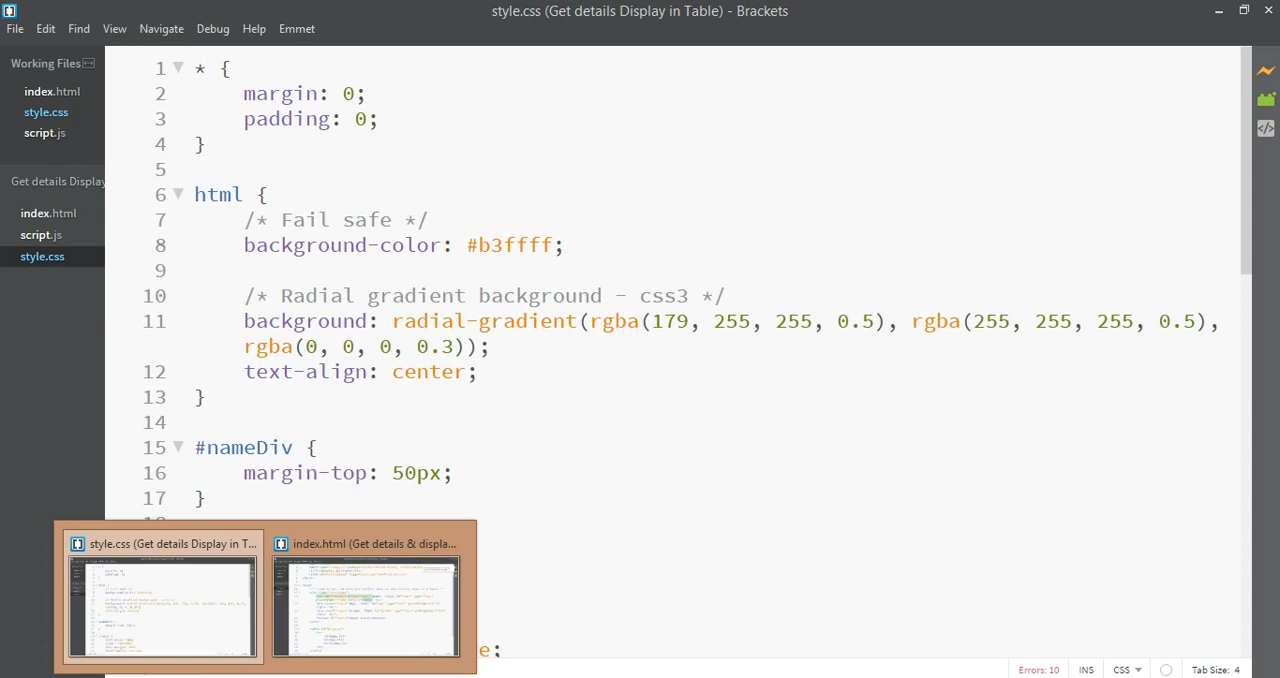 style.css (Get details Display in Table) - Brackets
File Edit Find View Navigate Debug Help Emmet
Working Files
index.html
style.css
script.js
Get details Display
index.html
script.js
style.css
1 * {
2 margin: 0;
3 padding: 0;
4 }
5
6 html {
7 /* Fail safe */
8 background-color: #b3ffff;
9
10 /* Radial gradient background - css3 */
11 background: radial-gradient(rgba(179, 255, 255, 0.5), rgba(255, 255, 255, 0.5),
rgba(0, 0, 0, 0.3));
12 text-align: center;
13 }
14
15 #nameDiv {
16 margin-top: 50px;
17 }
style.css (Get details Display in T...
index.html (Get details & displa...
e;
Errors: 10 INS CSS Tab Size: 4